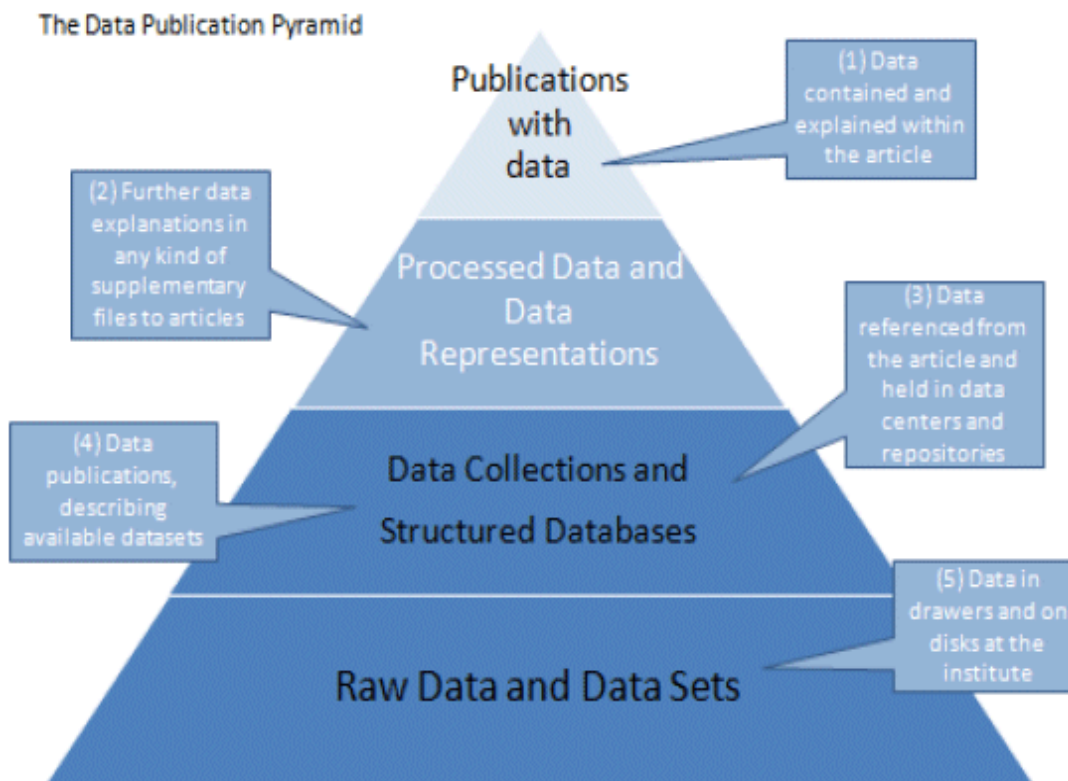 The Data Publication Pyramid
Publications
with
data
(1) Data
contained and
explained within
the article
(2) Further data
explanations in
any kind of
supplementary
files to articles
Processed Data and
Data
Representations
(3) Data
referenced from
the article and
held in data
centers and
repositories
(4) Data
publications,
describing
available datasets
Data Collections and
Structured Databases
(5) Data in
drawers and on
disks at the
institute
Raw Data and Data Sets